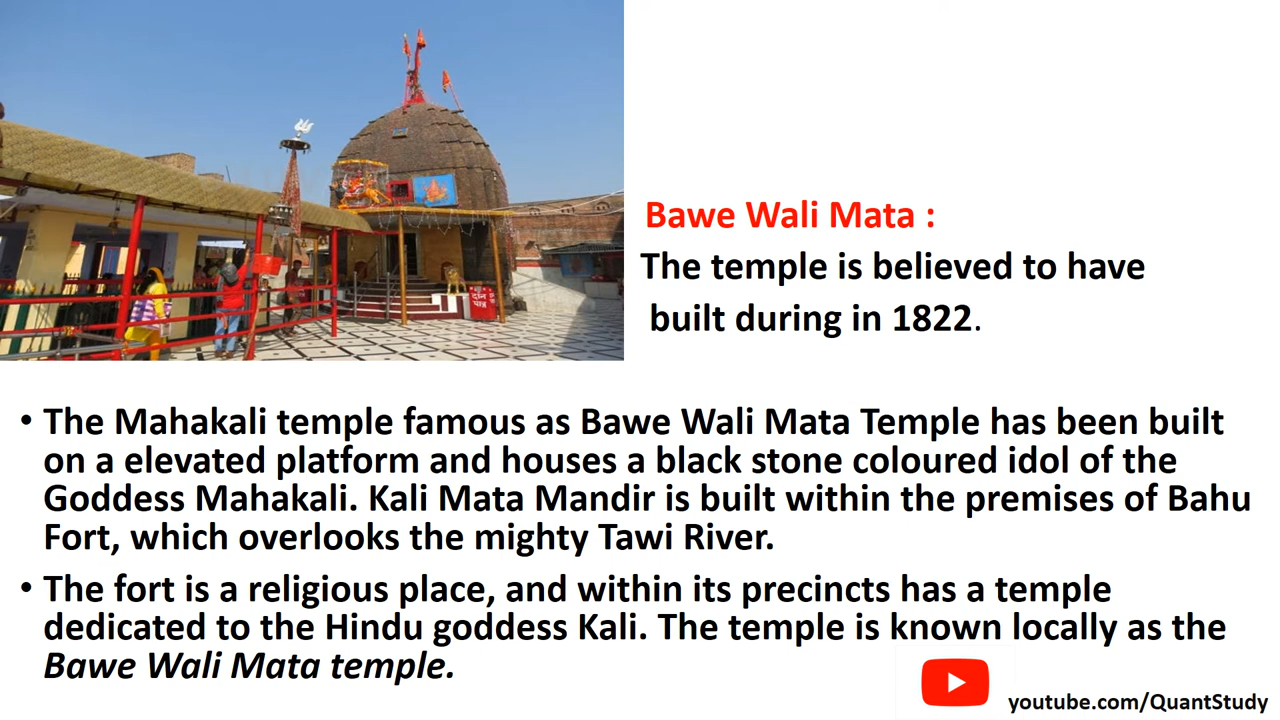 Bawe Wali Mata :
The temple is believed to have
built during in 1822.
दान
पात्र
• The Mahakali temple famous as Bawe Wali Mata Temple has been built
on a elevated platform and houses a black stone coloured idol of the
Goddess Mahakali. Kali Mata Mandir is built within the premises of Bahu
Fort, which overlooks the mighty Tawi River.
• The fort is a religious place, and within its precincts has a temple
dedicated to the Hindu goddess Kali. The temple is known locally as the
Bawe Wali Mata temple.
youtube.com/QuantStudy